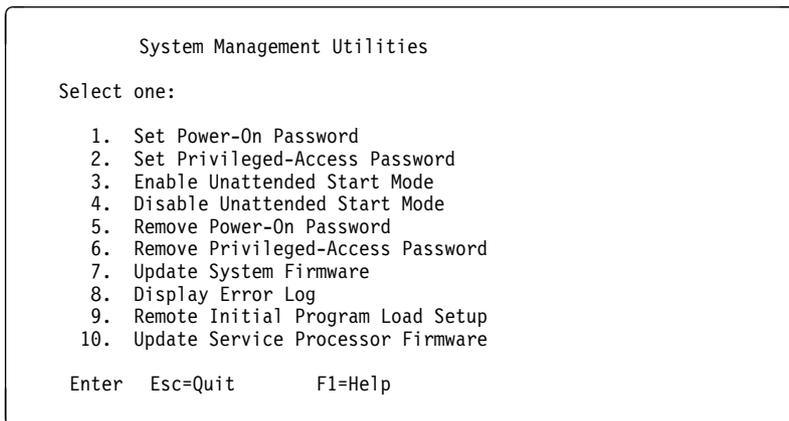 System Management Utilities
Select one:
1. Set Power-On Password
2. Set Privileged-Access Password
3. Enable Unattended Start Mode
4. Disable Unattended Start Mode
5. Remove Power-On Password
6. Remove Privileged-Access Password
7. Update System Firmware
8. Display Error Log
9. Remote Initial Program Load Setup
10. Update Service Processor Firmware
Enter Esc=Quit F1=Help